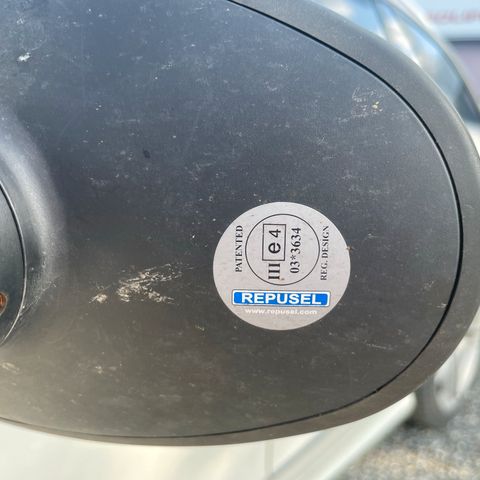 PATENTED
III e4
03*3634
REG. DESIGN
REPUSEL
www.repusel.com